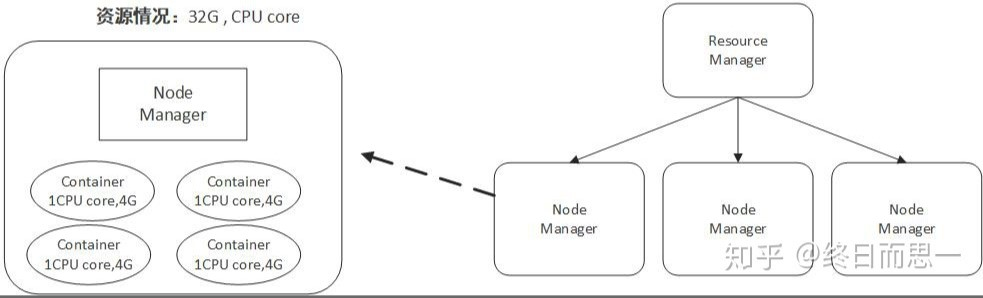 资源情况：32G , CPU core
Node
Manager
Container
1CPU core,4G
Container
1CPU core,4G
Container
1CPU core,4G
Container
1CPU core,4G
Resource
Manager
Node
Manager
Node
Manager
Node
Manager
知乎 @终日而思一